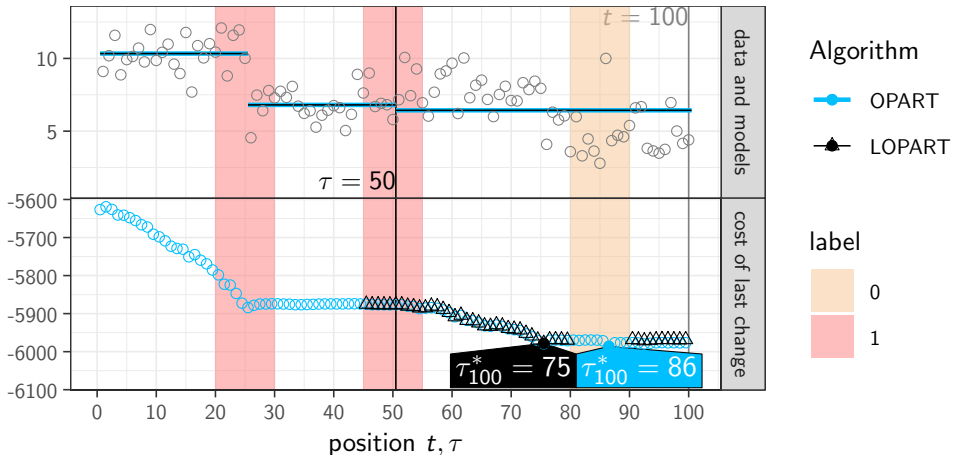 t = 100
10
5
τ = 50
data and models
-5600
-5700
-5800
-5900
-6000
-6100
τ*100 = 75
τ*100 = 86
cost of last change
0 10 20 30 40 50 60 70 80 90 100
position t, τ
Algorithm
OPART
LOPART
label
0
1